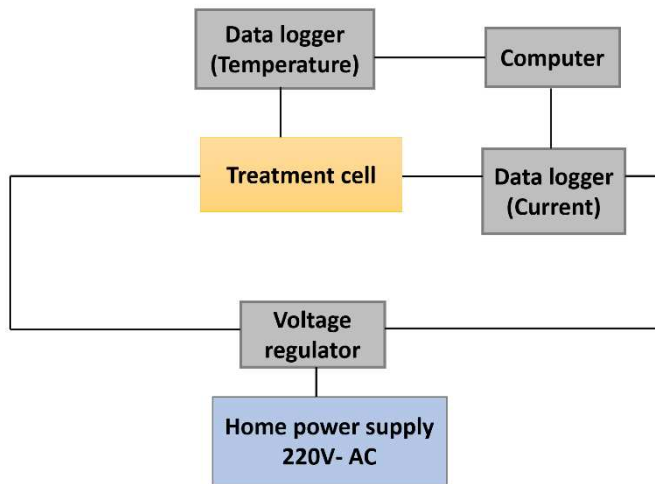 Data logger
(Temperature)
Computer
Treatment cell
Data logger
(Current)
Voltage
regulator
Home power supply
220V- AC